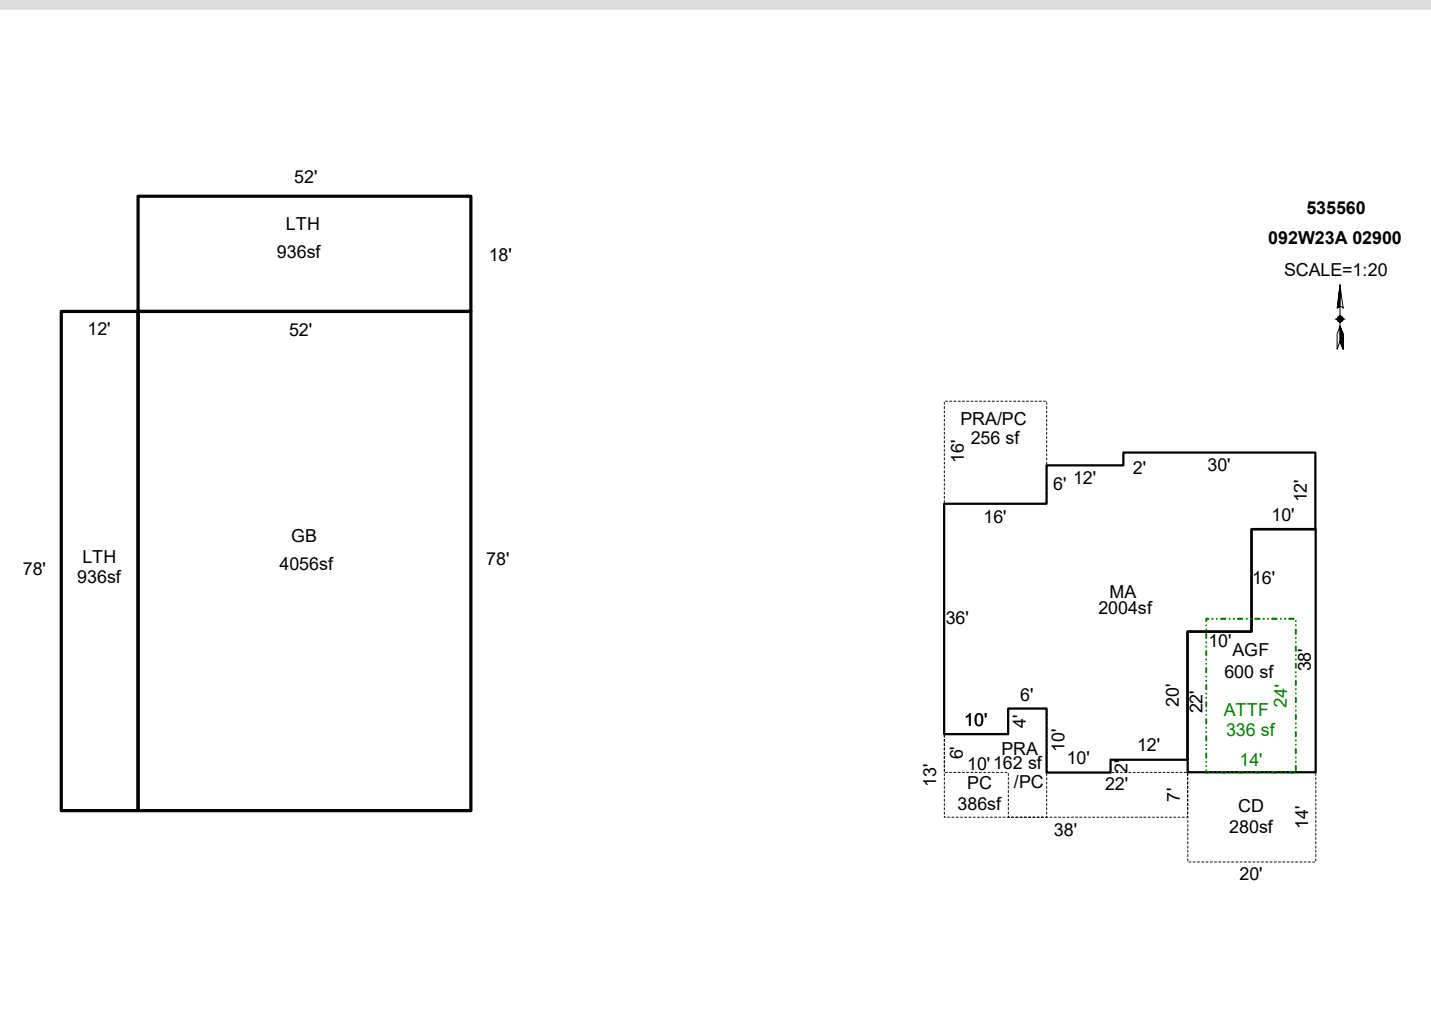 52'
LTH
936sf
18'
12'
52'
GB
4056sf
78'
LTH
936sf
78'
535560
092W23A 02900
SCALE=1:20
PRA/PC
256 sf
16'
6'
12'
2'
30'
12'
16'
10'
16'
MA
2004sf
36'
10'
AGF
600 sf
38'
20'
22'
24'
ATTF
336 sf
14'
6'
10'
4'
10'
PRA
162 sf
/PC
6'
10'
10'
12'
2'
22'
13'
PC
386sf
7'
38'
CD
280sf
14'
20'